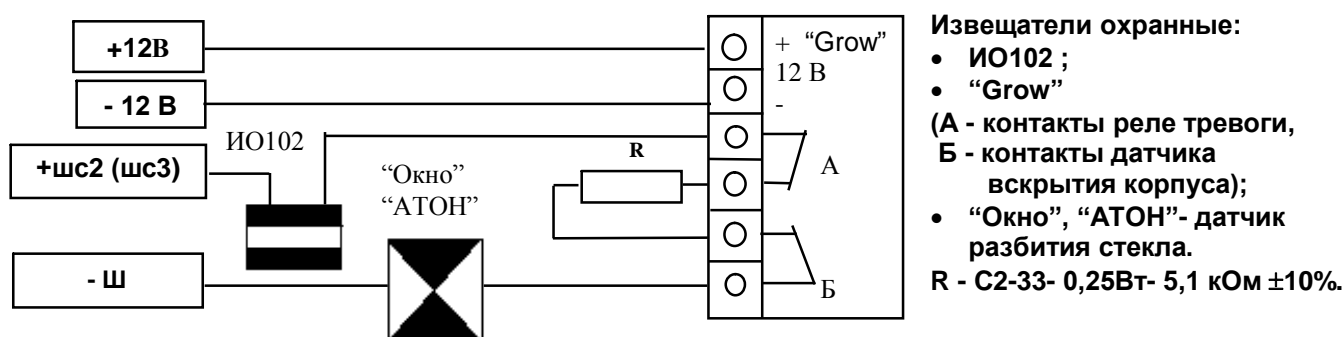 +12В
- 12 В
+шс2 (шс3)
- Ш
ИО102
“Окно”
“АТОН”
R
+ “Grow”
12 В
-
А
Б
Извещатели охранные:
• ИО102 ;
• “Grow”
(А - контакты реле тревоги,
Б - контакты датчика
вскрытия корпуса);
• “Окно”, “АТОН”- датчик
разбития стекла.
R - С2-33- 0,25Вт- 5,1 кОм ±10%.